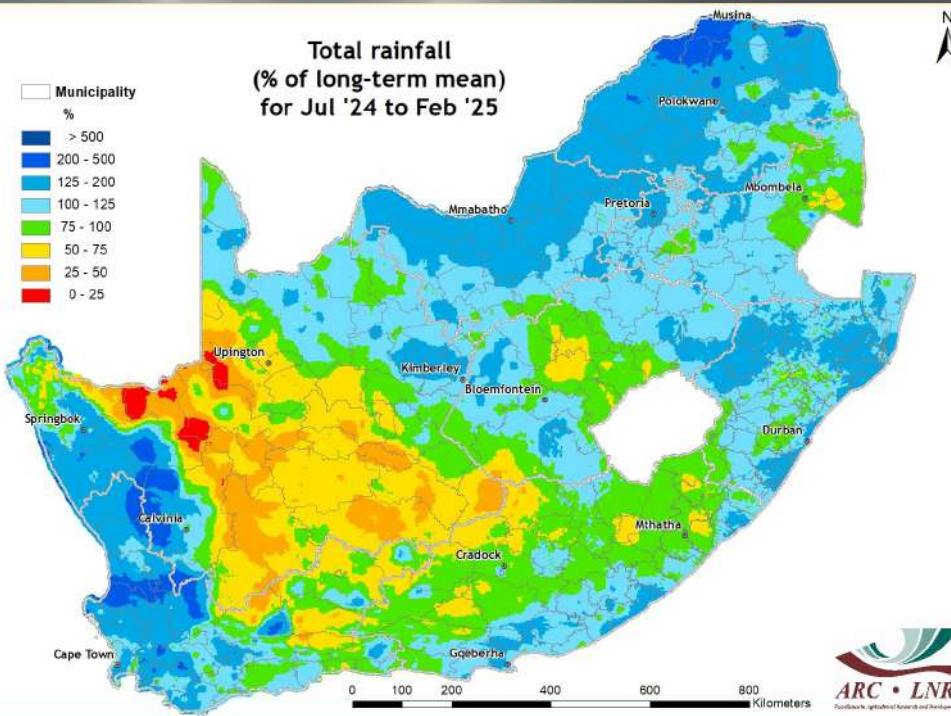 Total rainfall
(% of long-term mean)
for Jul '24 to Feb '25
N
Municipality
%
> 500
200 - 500
125 - 200
100 - 125
75 - 100
50 - 75
25 - 50
0 - 25
Musina
Polokwane
Mbombela
Pretoria
Mmabatho
Upington
Kimberley
Bloemfontein
Springbok
Durban
Calvinia
Mthatha
Cradock
Cape Town
Gqeberha
0 100 200 400 600 800
Kilometers
ARC • LNR